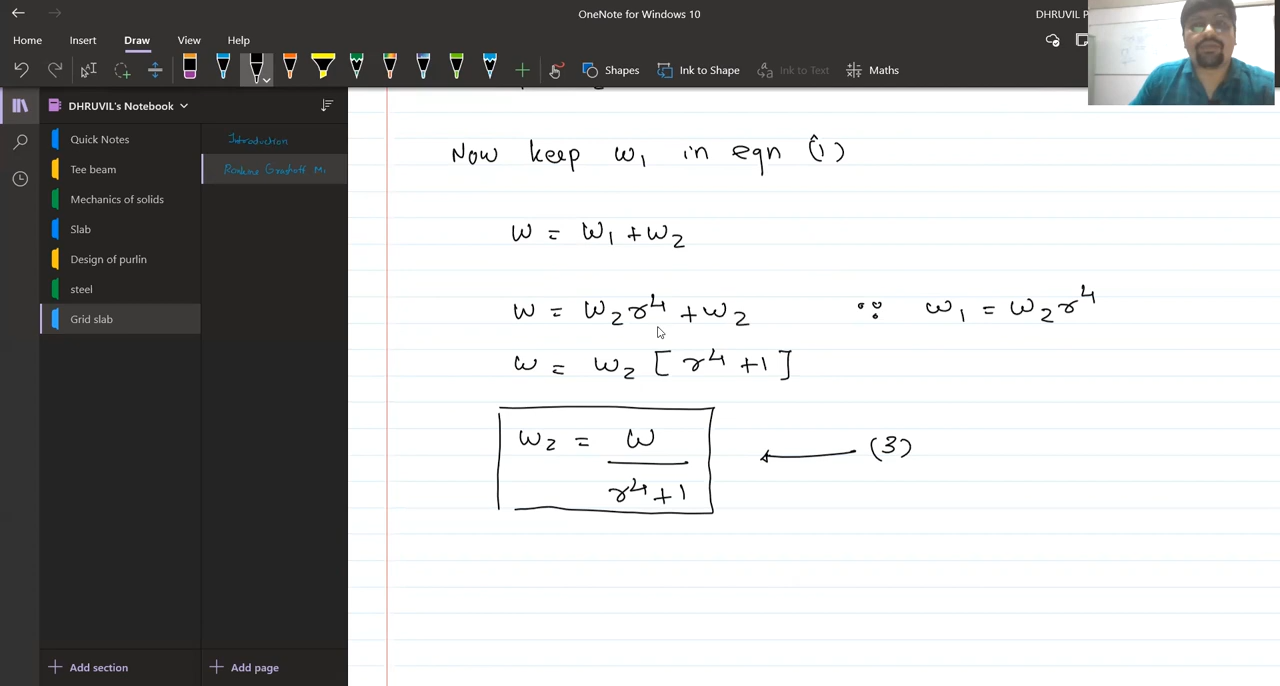 OneNote for Windows 10
DHRUVIL P
Home Insert Draw View Help
Shapes Ink to Shape Ink to Text Maths
DHRUVIL's Notebook
Quick Notes
Tee beam
Mechanics of solids
Slab
Design of purlin
steel
Grid slab
Introduction
Add section
Add page
Now keep w₁ in eqn (1)
w = w₁ + w₂
w = w₂r⁴ + w₂ ∵ w₁ = w₂r⁴
w = w₂ [r⁴ + 1]
w₂ = w / r⁴+1 ← (3)